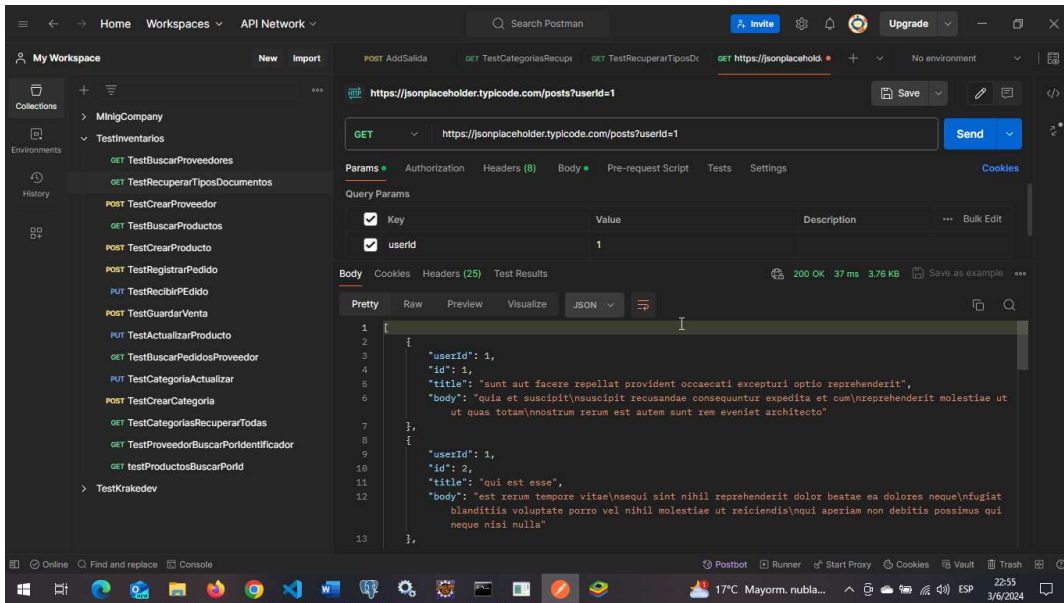 Home Workspaces API Network Search Postman Invite Upgrade
My Workspace New Import POST AddSalida GET TestCategoriasRecupe GET TestRecuperarTiposDc GET https://jsonplacehold. No environment
Collections
Environments
History
MInigCompany
TestInventarios
GET TestBuscarProveedores
GET TestRecuperarTiposDocumentos
POST TestCrearProveedor
GET TestBuscarProductos
POST TestCrearProducto
POST TestRegistrarPedido
PUT TestRecibirPEdido
POST TestGuardarVenta
PUT TestActualizarProducto
GET TestBuscarPedidosProveedor
PUT TestCategoriaActualizar
POST TestCrearCategoria
GET TestCategoriasRecuperarTodas
GET TestProveedorBuscarPorIdentificador
GET testProductosBuscarPorId
TestKrakedev
HTTP https://jsonplaceholder.typicode.com/posts?userId=1 Save
GET https://jsonplaceholder.typicode.com/posts?userId=1 Send
Params Authorization Headers (8) Body Pre-request Script Tests Settings Cookies
Query Params
Key Value Description Bulk Edit
userId 1
Body Cookies Headers (25) Test Results 200 OK 37 ms 3.76 KB Save as example
Pretty Raw Preview Visualize JSON
1 [
2 {
3 "userId": 1,
4 "id": 1,
5 "title": "sunt aut facere repellat provident occaecati excepturi optio reprehenderit",
6 "body": "quia et suscipit\nsuscipit recusandae consequuntur expedita et cum\nreprehenderit molestiae ut
ut quas totam\nnostrum rerum est autem sunt rem eveniet architecto"
7 },
8 {
9 "userId": 1,
10 "id": 2,
11 "title": "qui est esse",
12 "body": "est rerum tempore vitae\nsequi sint nihil reprehenderit dolor beatae ea dolores neque\nfugiat
blanditiis voluptate porro vel nihil molestiae ut reiciendis\nqui aperiam non debitis possimus qui
neque nisi nulla"
13 },
Online Find and replace Console Postbot Runner Start Proxy Cookies Vault Trash
17°C Mayorm. nubla... ESP 22:55
3/6/2024